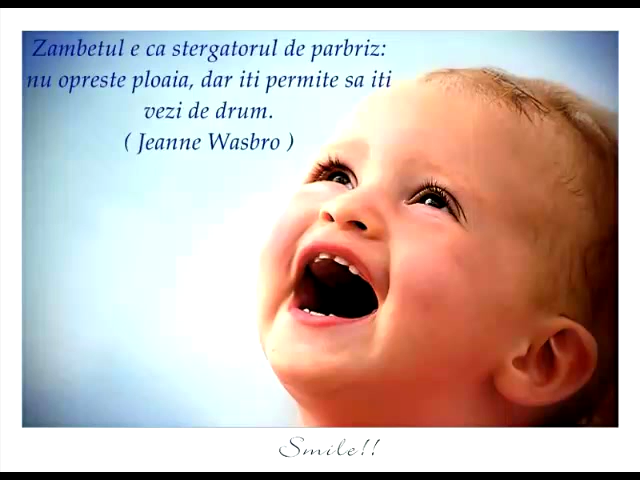 Zambetul e ca stergatorul de parbriz:
nu opreste ploaia, dar iti permite sa iti
vezi de drum.
( Jeanne Wasbro )
Smile!!